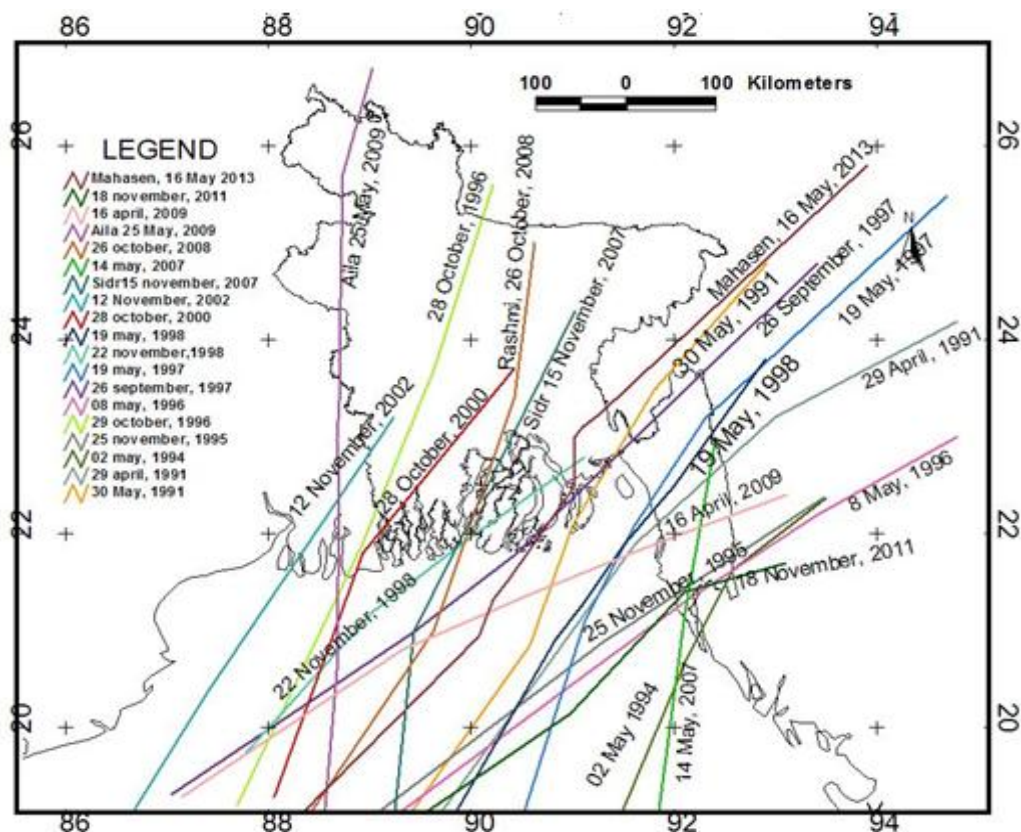 86 88 90 92 94
100 0 100 Kilometers
26 26
24 24
22 22
20 20
LEGEND
Mahasen, 16 May 2013
18 november, 2011
16 april, 2009
Aila 25 May, 2009
26 october, 2008
14 may, 2007
Sidr15 november, 2007
12 November, 2002
28 october, 2000
19 may, 1998
22 november,1998
19 may, 1997
26 september, 1997
08 may, 1996
29 october, 1996
25 november, 1995
02 may, 1994
29 april, 1991
30 May, 1991
Aila 25 May, 2009
28 October, 1996
Rashmi, 26 October, 2008
Sidr 15 November, 2007
Mahasen, 16 May, 2013
30 May, 1991
26 September, 1997
19 May, 1997
N
29 April, 1991
19 May, 1998
12 November, 2002
28 October, 2000
16 April, 2009
8 May, 1996
22 November, 1998
25 November, 1995
18 November, 2011
02 May 1994
14 May, 2007
86 88 90 92 94